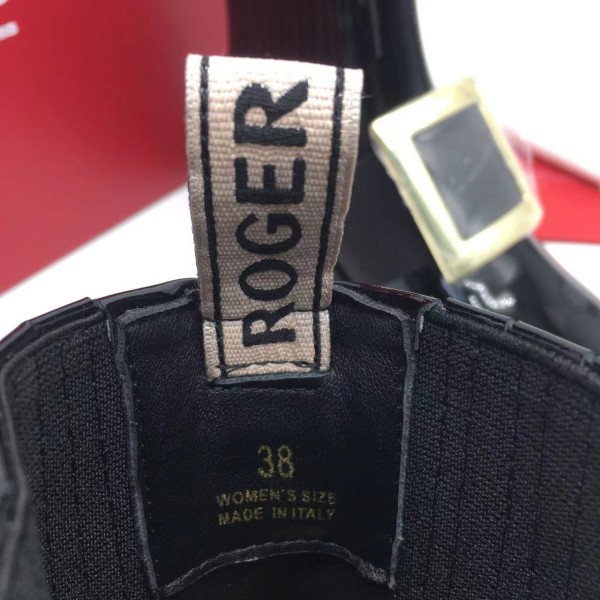 ROGER
38
WOMEN'S SIZE
MADE IN ITALY